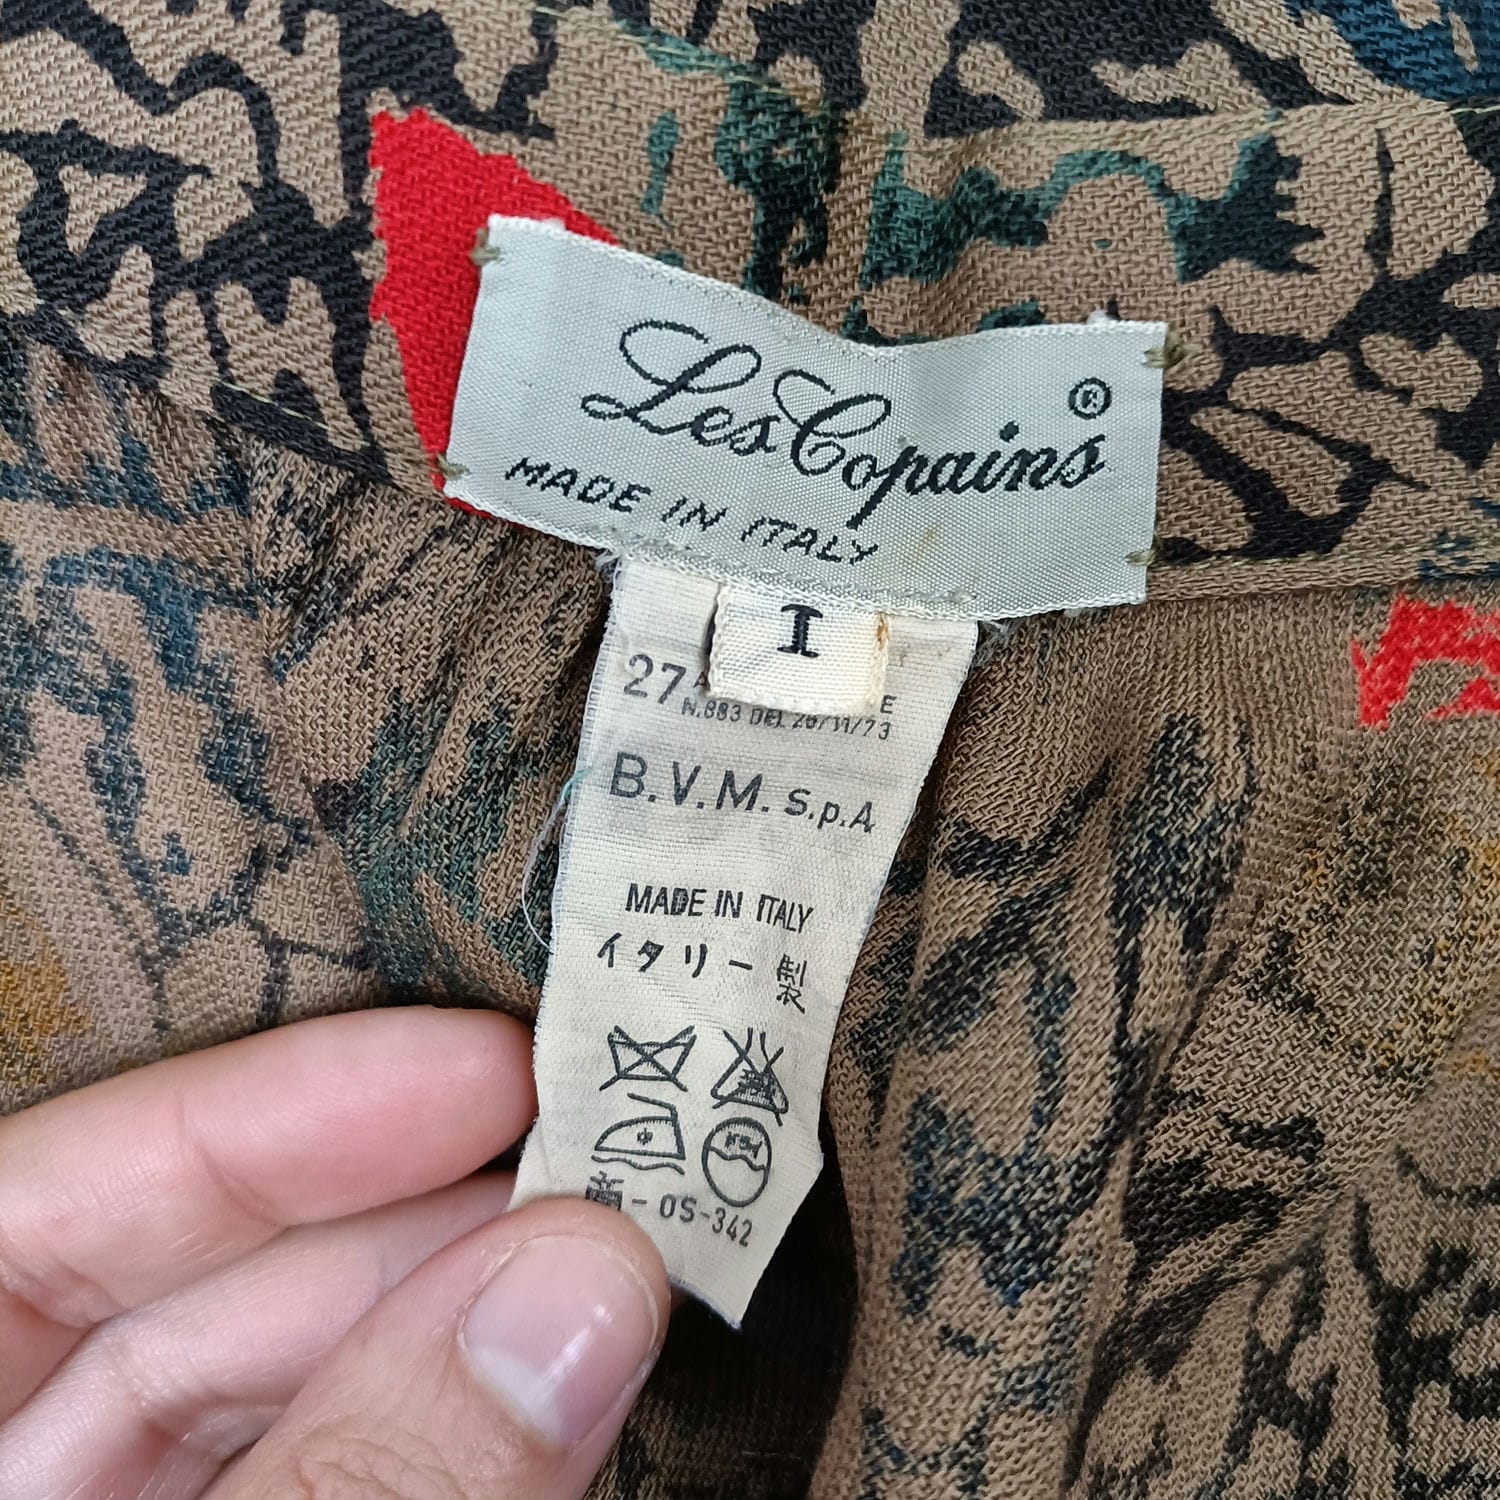 Les Copains ®
MADE IN ITALY
I
27 E
N.883 DEL 26/11/73
B.V.M. S.p.A
MADE IN ITALY
イタリー製
- OS-342